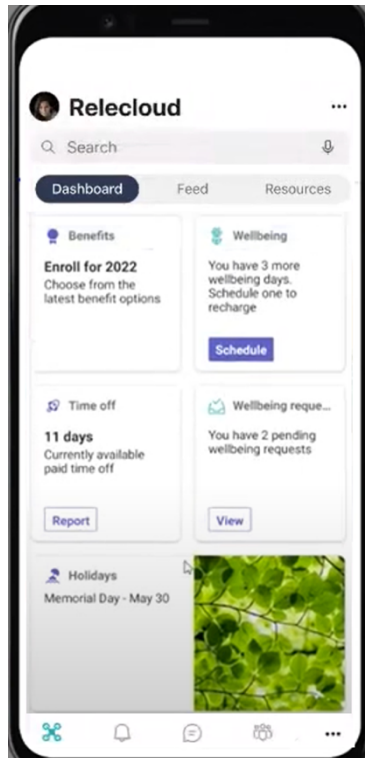 Relecloud
Search
Dashboard Feed Resources
Benefits
Enroll for 2022
Choose from the
latest benefit options
Wellbeing
You have 3 more
wellbeing days.
Schedule one to
recharge
Schedule
Time off
11 days
Currently available
paid time off
Report
Wellbeing reque...
You have 2 pending
wellbeing requests
View
Holidays
Memorial Day - May 30